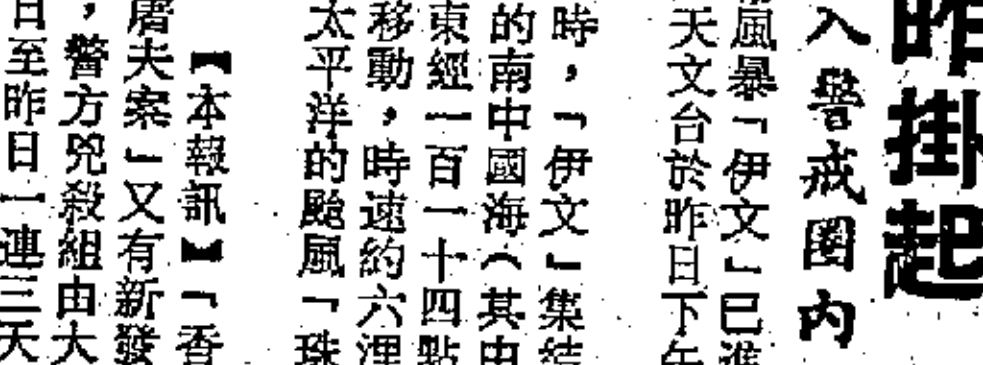 昨掛起
入警戒圈内
風暴「伊文」已進
天文台於昨日下午
時，「伊文」集結
的南中國海（其中
東經一百一十四點
移動，時速約六浬
太平洋的颱風「珠
【本報訊】「香
屠夫案」又有新發
，警方兇殺組由大
日至昨日一連三天